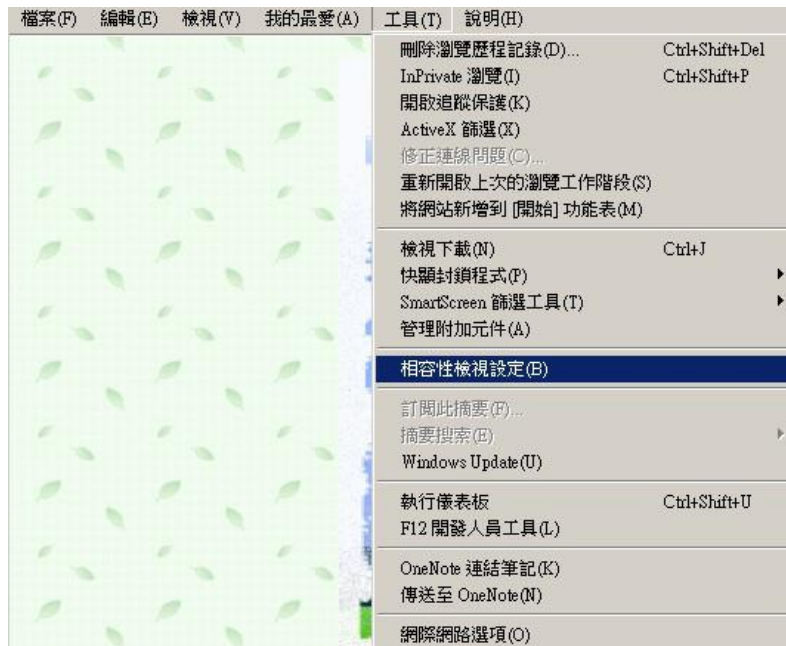 檔案(F) 編輯(E) 檢視(V) 我的最愛(A) 工具(T) 說明(H)
刪除瀏覽歷程記錄(D)... Ctrl+Shift+Del
InPrivate 瀏覽(I) Ctrl+Shift+P
開啟追蹤保護(K)
ActiveX 篩選(X)
修正連線問題(C)...
重新開啟上次的瀏覽工作階段(S)
將網站新增到 [開始] 功能表(M)
檢視下載(N) Ctrl+J
快顯封鎖程式(P)
SmartScreen 篩選工具(T)
管理附加元件(A)
相容性檢視設定(B)
訂閱此摘要(F)...
摘要搜索(E)
Windows Update(U)
執行儀表板 Ctrl+Shift+U
F12 開發人員工具(L)
OneNote 連結筆記(K)
傳送至 OneNote(N)
網際網路選項(O)